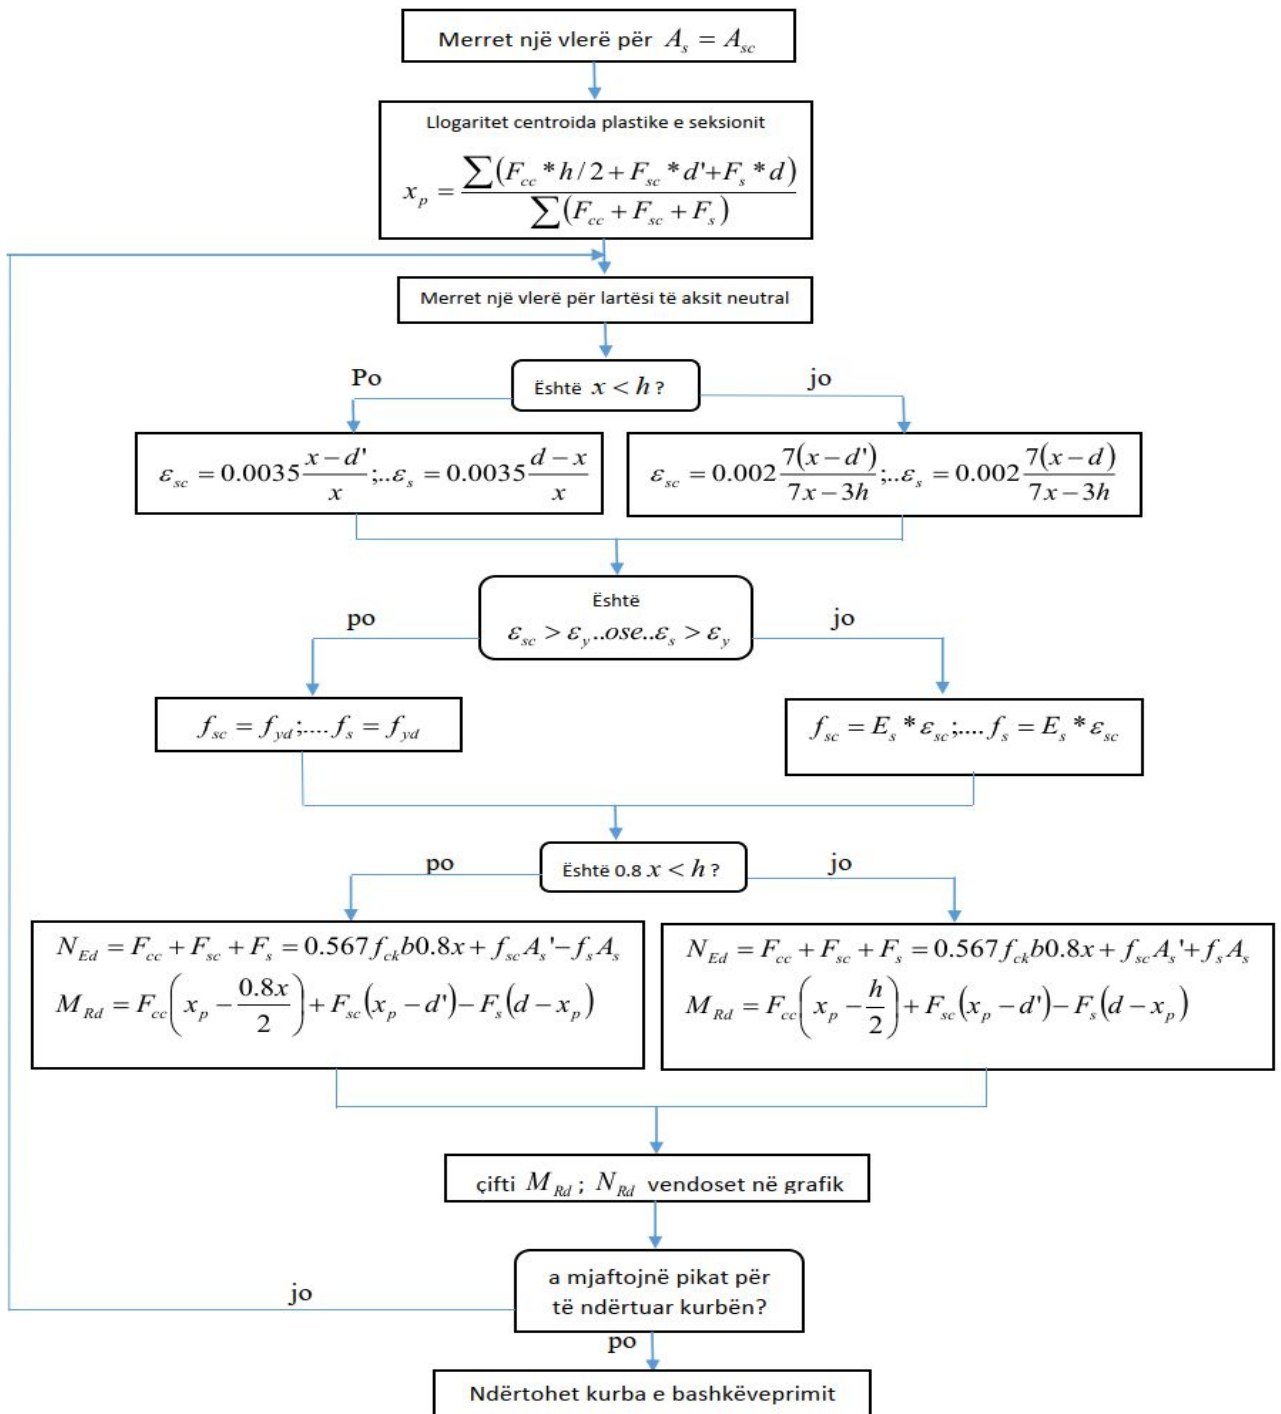 Merret një vlerë për A_s = A_sc
Llogaritet centroida plastike e seksionit
x_p = ∑(F_cc * h/2 + F_sc * d'+F_s * d) / ∑(F_cc + F_sc + F_s)
Merret një vlerë për lartësi të aksit neutral
Është x < h ?
Po
jo
ε_sc = 0.0035 (x − d')/x ;..ε_s = 0.0035 (d − x)/x
ε_sc = 0.002 7(x − d')/(7x − 3h) ;..ε_s = 0.002 7(x − d)/(7x − 3h)
Është
ε_sc > ε_y..ose..ε_s > ε_y
po
jo
f_sc = f_yd;....f_s = f_yd
f_sc = E_s * ε_sc;....f_s = E_s * ε_sc
Është 0.8 x < h ?
po
jo
N_Ed = F_cc + F_sc + F_s = 0.567 f_ck b0.8x + f_sc A_s'− f_s A_s
M_Rd = F_cc (x_p − 0.8x/2) + F_sc (x_p − d') − F_s (d − x_p)
N_Ed = F_cc + F_sc + F_s = 0.567 f_ck b0.8x + f_sc A_s'+ f_s A_s
M_Rd = F_cc (x_p − h/2) + F_sc (x_p − d') − F_s (d − x_p)
çifti M_Rd ; N_Rd vendoset në grafik
a mjaftojnë pikat për
të ndërtuar kurbën?
jo
po
Ndërtohet kurba e bashkëveprimit